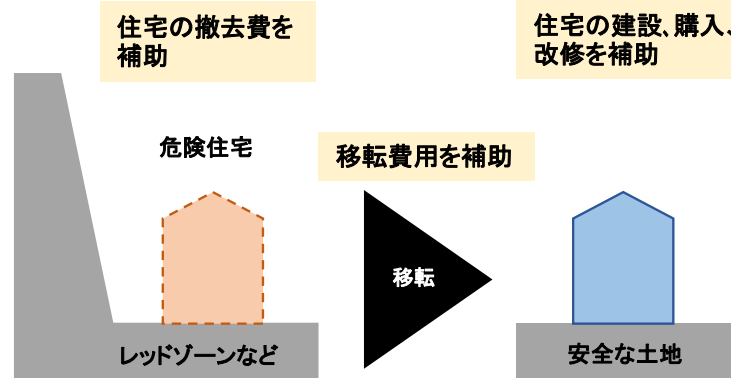 住宅の撤去費を
補助
住宅の建設、購入、
改修を補助
危険住宅
移転費用を補助
移転
レッドゾーンなど
安全な土地